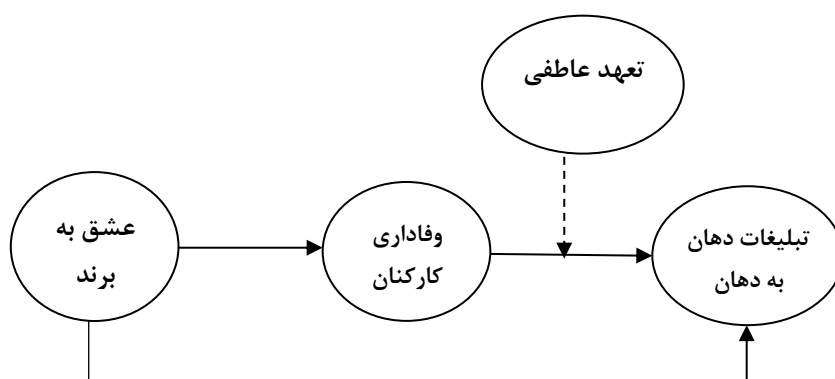 تعهد عاطفی
عشق به
برند
وفاداری
کارکنان
تبلیغات دهان
به دهان